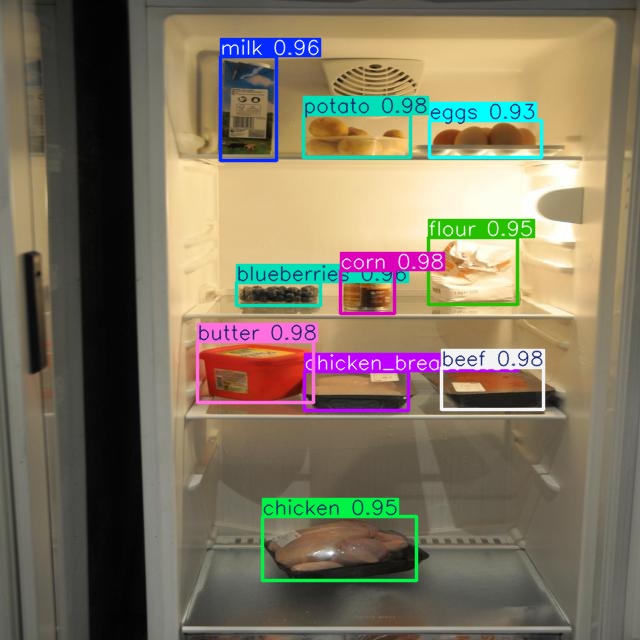 milk 0.96
potato 0.98
eggs 0.93
flour 0.95
corn 0.98
blueberries 0.96
butter 0.98
chicken_brea
beef 0.98
chicken 0.95